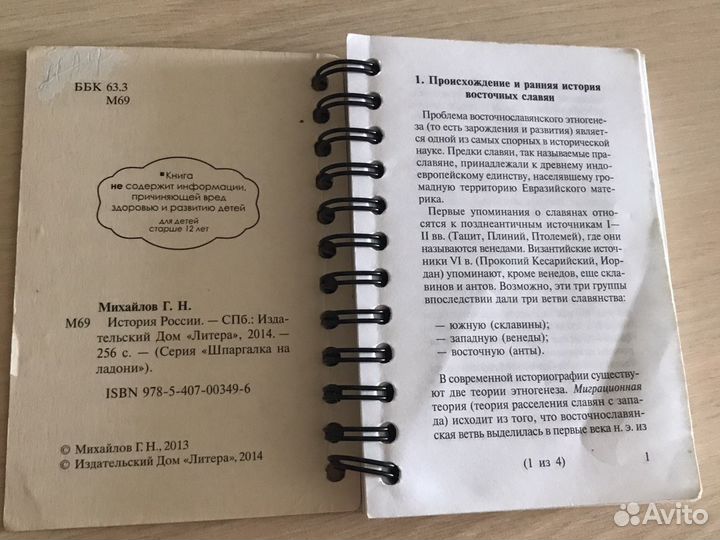 ББК 63.3
М69
▪ Книга
не содержит информации,
причиняющей вред
здоровью и развитию детей
для детей
старше 12 лет
Михайлов Г. Н.
М69 История России. — СПб.: Изда-
тельский Дом «Литера», 2014. —
256 с. — (Серия «Шпаргалка на
ладони»).
ISBN 978-5-407-00349-6
© Михайлов Г. Н., 2013
© Издательский Дом «Литера», 2014
1. Происхождение и ранняя история
восточных славян
Проблема восточнославянского этногене-
за (то есть зарождения и развития) являет-
ся одной из самых спорных в исторической
науке. Предки славян, так называемые пра-
славяне, принадлежали к древнему индо-
европейскому единству, населявшему гро-
мадную территорию Евразийского мате-
рика.
Первые упоминания о славянах отно-
сятся к позднеантичным источникам I—
II вв. (Тацит, Плиний, Птолемей), где они
называются венедами. Византийские источ-
ники VI в. (Прокопий Кесарийский, Иор-
дан) упоминают, кроме венедов, еще скла-
винов и антов. Возможно, эти три группы
впоследствии дали три ветви славянства:
— южную (склавины);
— западную (венеды);
— восточную (анты).
В современной историографии существу-
ют две теории этногенеза. Миграционная
теория (теория расселения славян с запа-
да) исходит из того, что восточнославян-
ская ветвь выделилась в первые века н. э. из
(1 из 4) 1
Avito